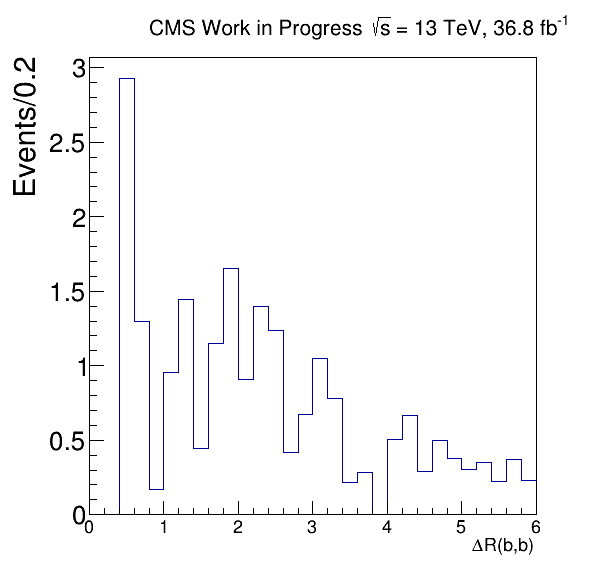 CMS Work in Progress √s = 13 TeV, 36.8 fb⁻¹
Events/0.2
3
2.5
2
1.5
1
0.5
0
0 1 2 3 4 5 6
ΔR(b,b)